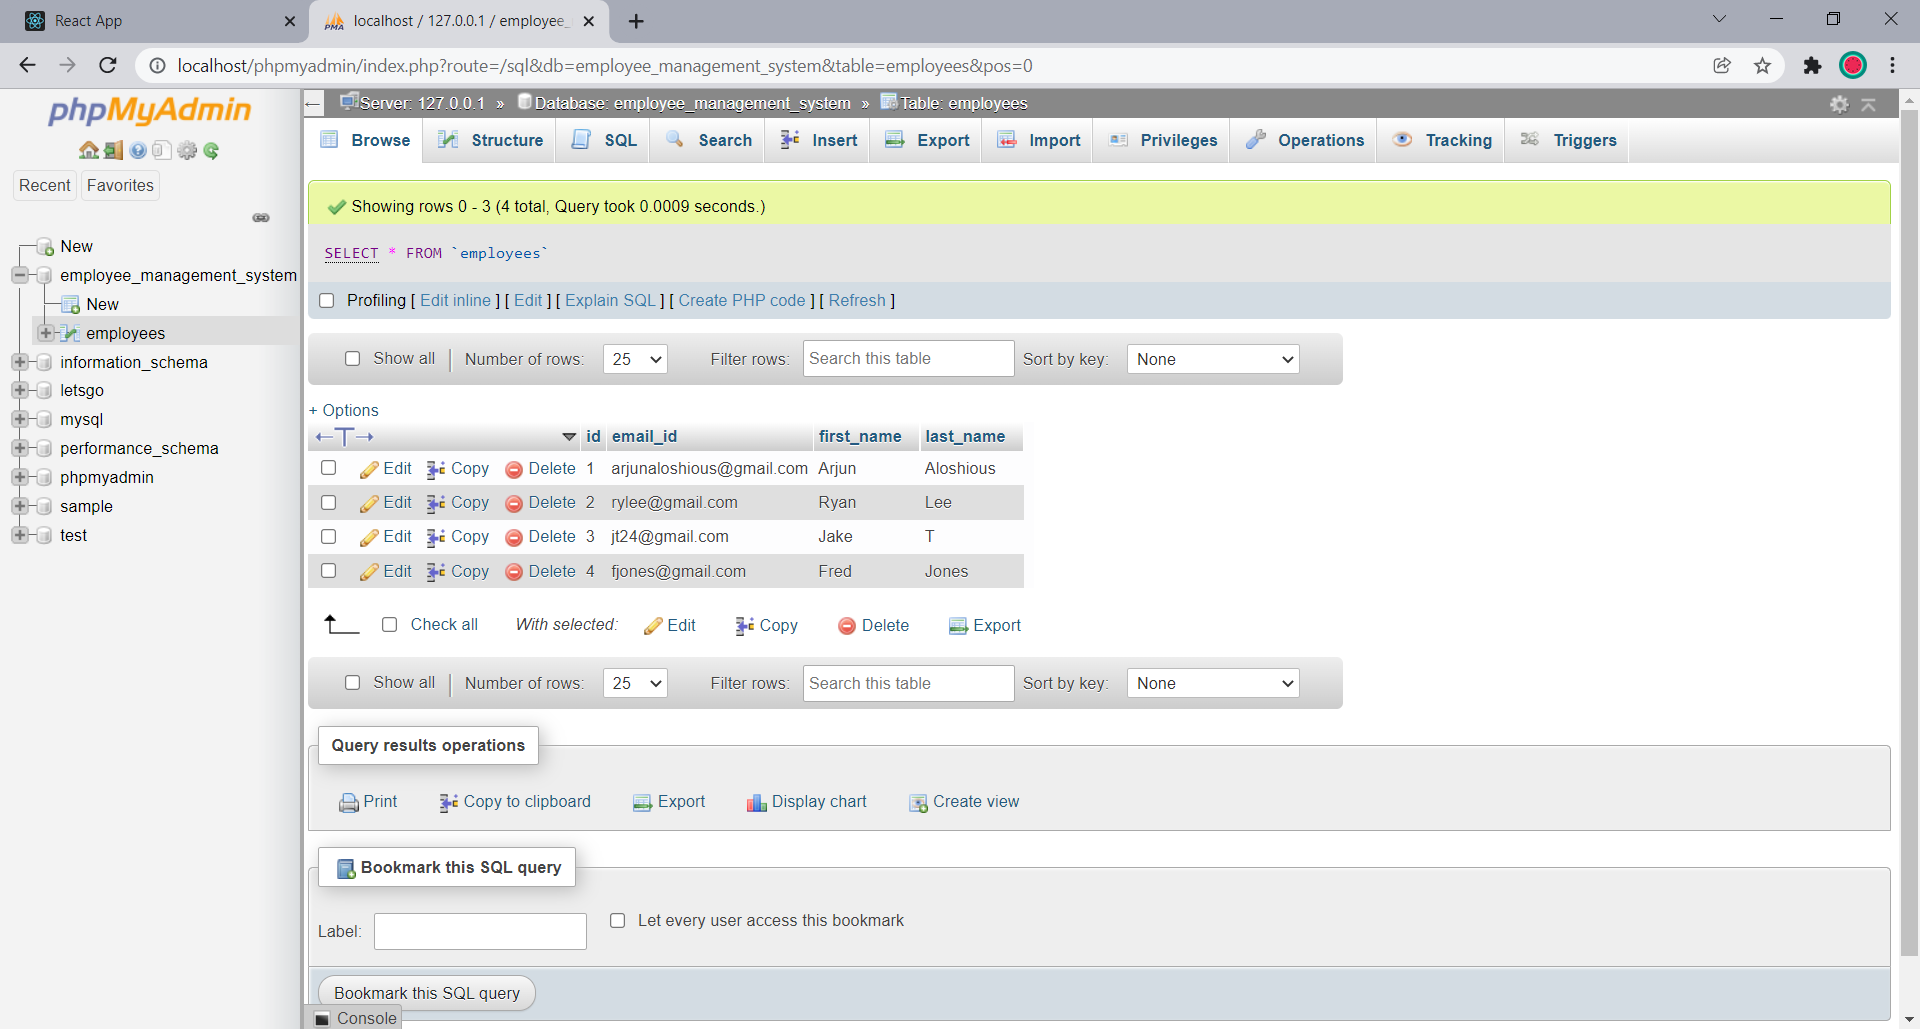 React App
localhost / 127.0.0.1 / employee_
localhost/phpmyadmin/index.php?route=/sql&db=employee_management_system&table=employees&pos=0
phpMyAdmin
Recent Favorites
New
employee_management_system
New
employees
information_schema
letsgo
mysql
performance_schema
phpmyadmin
sample
test
Server: 127.0.0.1 » Database: employee_management_system » Table: employees
Browse Structure SQL Search Insert Export Import Privileges Operations Tracking Triggers
Showing rows 0 - 3 (4 total, Query took 0.0009 seconds.)
SELECT * FROM `employees`
Profiling [ Edit inline ] [ Edit ] [ Explain SQL ] [ Create PHP code ] [ Refresh ]
Show all Number of rows: 25 Filter rows: Search this table Sort by key: None
+ Options
←T→ id email_id first_name last_name
Edit Copy Delete 1 arjunaloshious@gmail.com Arjun Aloshious
Edit Copy Delete 2 rylee@gmail.com Ryan Lee
Edit Copy Delete 3 jt24@gmail.com Jake T
Edit Copy Delete 4 fjones@gmail.com Fred Jones
Check all With selected: Edit Copy Delete Export
Show all Number of rows: 25 Filter rows: Search this table Sort by key: None
Query results operations
Print Copy to clipboard Export Display chart Create view
Bookmark this SQL query
Label: Let every user access this bookmark
Bookmark this SQL query
Console